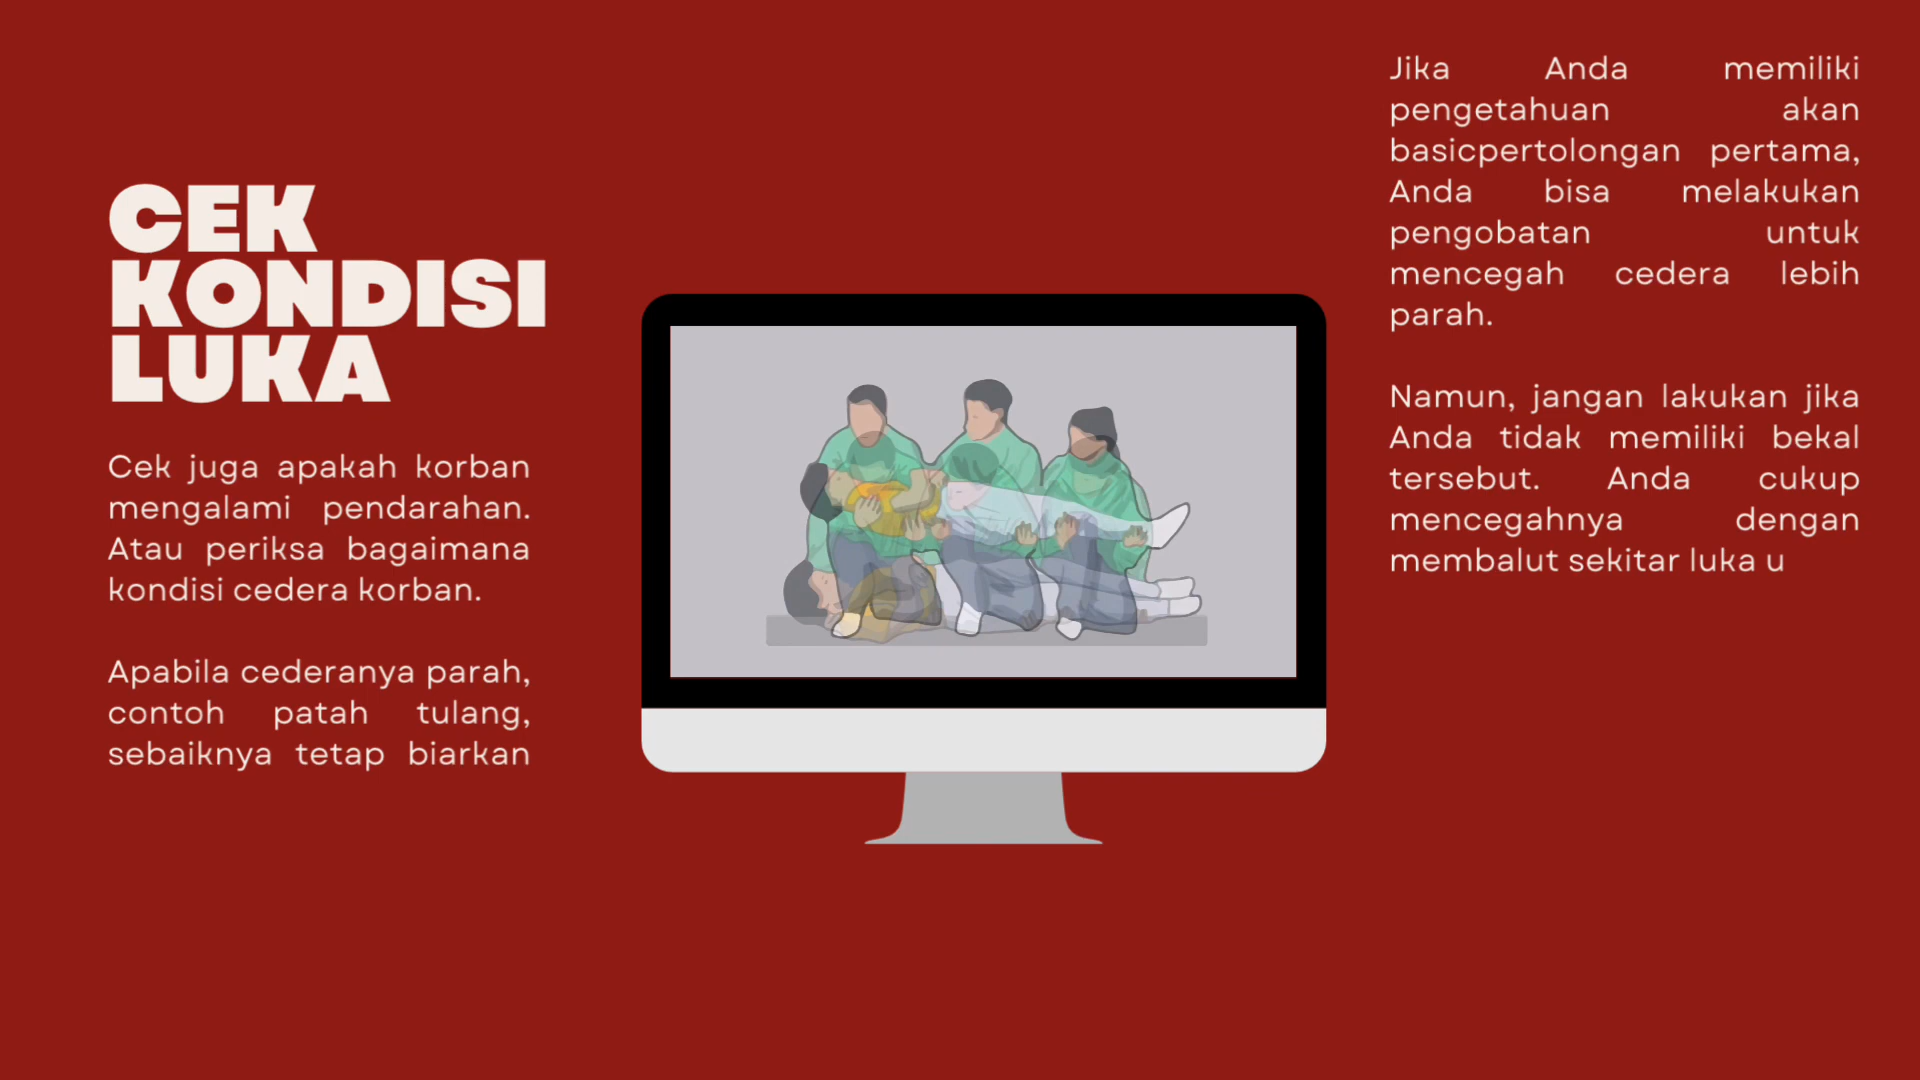 CEK
KONDISI
LUKA
Cek juga apakah korban
mengalami pendarahan.
Atau periksa bagaimana
kondisi cedera korban.
Apabila cederanya parah,
contoh patah tulang,
sebaiknya tetap biarkan
Jika Anda memiliki
pengetahuan akan
basicpertolongan pertama,
Anda bisa melakukan
pengobatan untuk
mencegah cedera lebih
parah.
Namun, jangan lakukan jika
Anda tidak memiliki bekal
tersebut. Anda cukup
mencegahnya dengan
membalut sekitar luka u